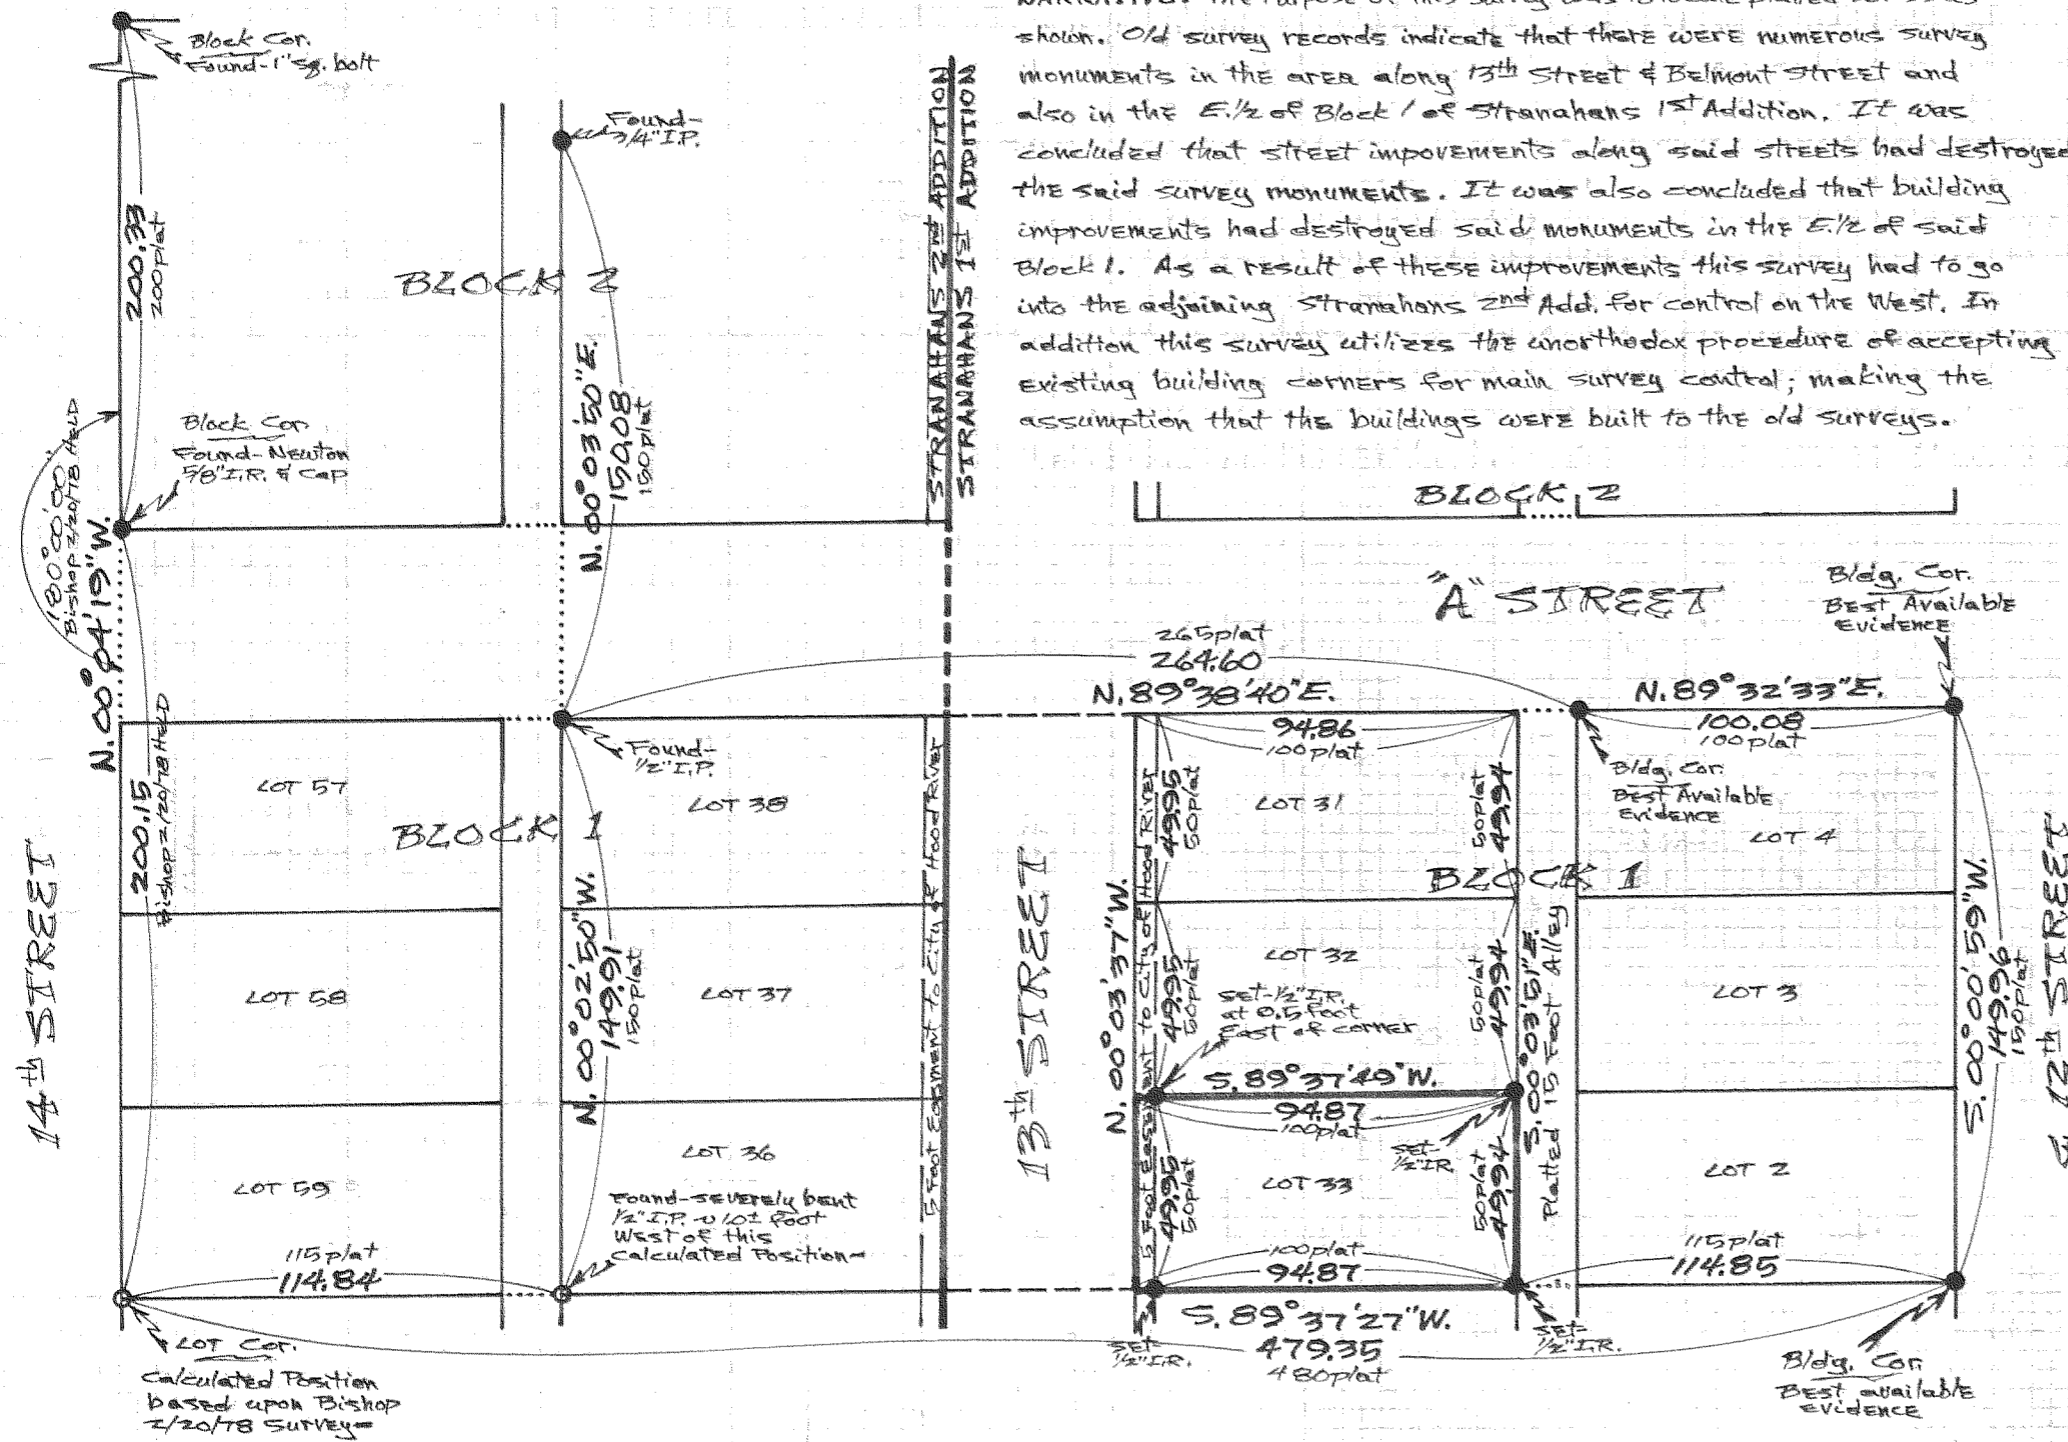 shown. Old survey records indicate that there were numerous survey
monuments in the area along 13th Street & Belmont Street and
also in the E.1/2 of Block 1 of Stranahans 1st Addition. It was
concluded that street impovements along said streets had destroyed
the said survey monuments. It was also concluded that building
improvements had destroyed said monuments in the E.1/2 of said
Block 1. As a result of these improvements this survey had to go
into the adjoining Stranahans 2nd Add. for control on the West. In
addition this survey utilizes the unorthodox procedure of accepting
existing building corners for main survey control; making the
assumption that the buildings were built to the old surveys.
Block Cor.
Found-1" sq. bolt
Found-
3/4" I.P.
200.33
200 plat
BLOCK 2
N. 00° 03' 50" E.
150.08
150 plat
STRANAHANS 2nd ADDITION
STRANAHANS 1st ADDITION
Block Cor.
Found-Newton
5/8" I.R. & Cap
180° 00' 00"
Bishop 2/20/78 HELD
N. 00° 04' 19" W.
BLOCK 2
"A" STREET
Bldg. Cor.
Best Available
Evidence
265 plat
264.60
N. 89° 38' 40" E.
N. 89° 32' 33" E.
94.86
100 plat
100.08
100 plat
Found-
1/2" I.P.
Bldg. Cor.
Best Available
Evidence
200.15
Bishop 2/20/78 HELD
LOT 57
LOT 38
LOT 31
LOT 4
BLOCK 1
BLOCK 1
49.95
50 plat
50 plat
49.94
14th STREET
13th STREET
12th STREET
LOT 58
LOT 37
LOT 32
LOT 3
N. 00° 02' 50" W.
149.91
150 plat
5 Foot Easement to City of Hood River
N. 00° 03' 37" W.
5 Foot Easement to City of Hood River
49.95
50 plat
Set-1/2" I.R.
at 0.5 foot
East of corner
50 plat
49.94
S. 00° 03' 51" E.
Platted 15 Foot Alley
S. 00° 00' 59" W.
149.96
150 plat
S. 89° 37' 49" W.
94.87
100 plat
Set-
1/2" I.R.
LOT 59
LOT 36
LOT 33
LOT 2
49.95
50 plat
50 plat
49.94
Found-severely bent
1/2" I.P. ~ 1.0± foot
West of this
Calculated Position-
115 plat
114.84
100 plat
94.87
115 plat
114.85
S. 89° 37' 27" W.
479.35
480 plat
Set-
1/2" I.R.
Set-
1/2" I.R.
Lot Cor.
Calculated Position
based upon Bishop
2/20/78 Survey-
Bldg. Cor.
Best available
Evidence